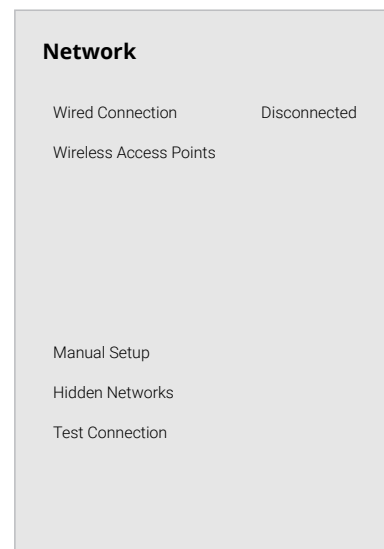 Network
Wired Connection Disconnected
Wireless Access Points
Manual Setup
Hidden Networks
Test Connection